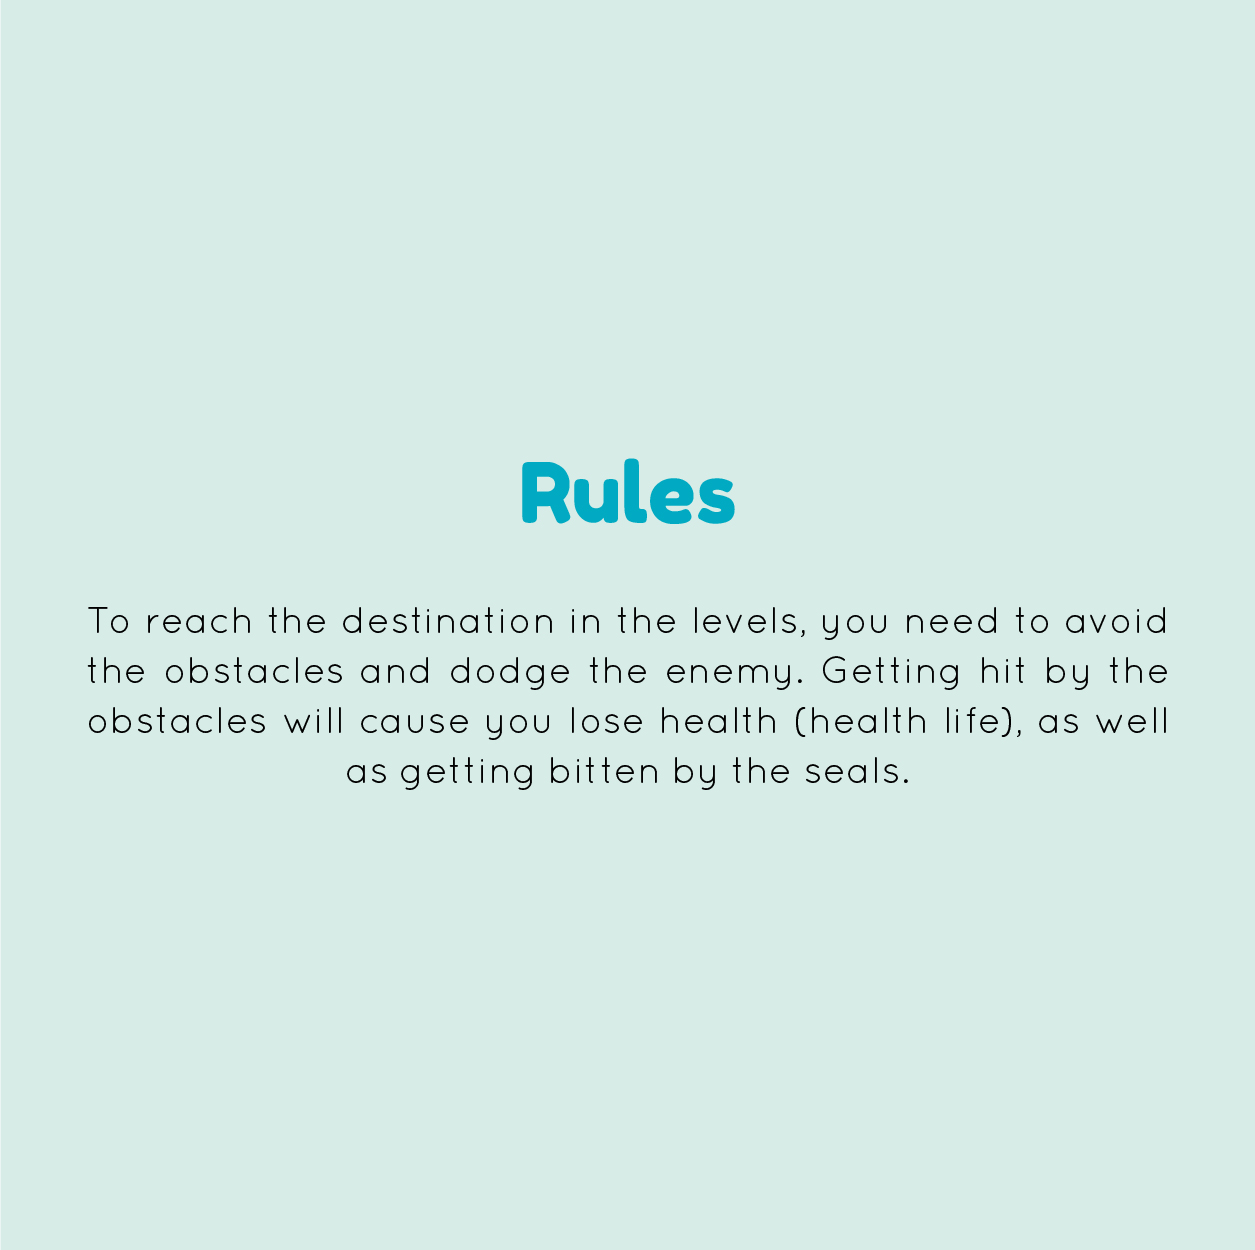 Rules
To reach the destination in the levels, you need to avoid
the obstacles and dodge the enemy. Getting hit by the
obstacles will cause you lose health (health life), as well
as getting bitten by the seals.